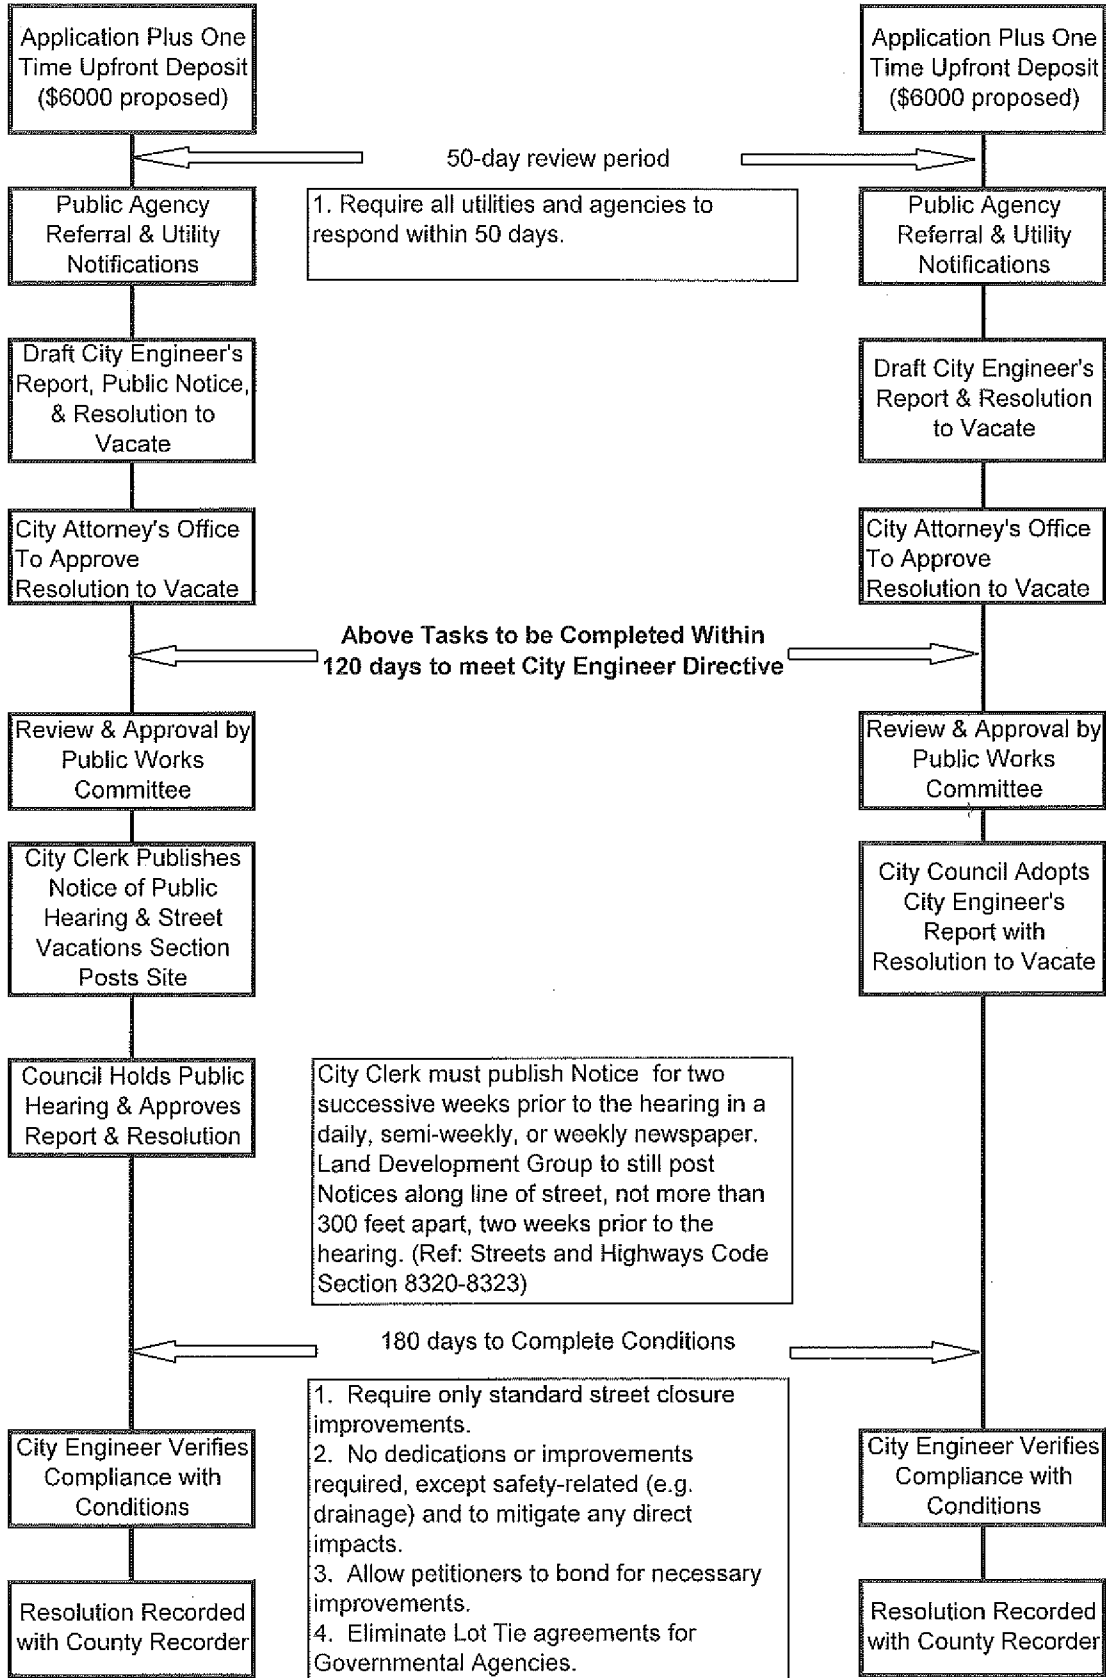 Application Plus One
Time Upfront Deposit
($6000 proposed)
Application Plus One
Time Upfront Deposit
($6000 proposed)
50-day review period
Public Agency
Referral & Utility
Notifications
1. Require all utilities and agencies to
respond within 50 days.
Public Agency
Referral & Utility
Notifications
Draft City Engineer's
Report, Public Notice,
& Resolution to
Vacate
Draft City Engineer's
Report & Resolution
to Vacate
City Attorney's Office
To Approve
Resolution to Vacate
City Attorney's Office
To Approve
Resolution to Vacate
Above Tasks to be Completed Within
120 days to meet City Engineer Directive
Review & Approval by
Public Works
Committee
Review & Approval by
Public Works
Committee
City Clerk Publishes
Notice of Public
Hearing & Street
Vacations Section
Posts Site
City Council Adopts
City Engineer's
Report with
Resolution to Vacate
Council Holds Public
Hearing & Approves
Report & Resolution
City Clerk must publish Notice for two
successive weeks prior to the hearing in a
daily, semi-weekly, or weekly newspaper.
Land Development Group to still post
Notices along line of street, not more than
300 feet apart, two weeks prior to the
hearing. (Ref: Streets and Highways Code
Section 8320-8323)
180 days to Complete Conditions
1. Require only standard street closure
improvements.
2. No dedications or improvements
required, except safety-related (e.g.
drainage) and to mitigate any direct
impacts.
3. Allow petitioners to bond for necessary
improvements.
4. Eliminate Lot Tie agreements for
Governmental Agencies.
City Engineer Verifies
Compliance with
Conditions
City Engineer Verifies
Compliance with
Conditions
Resolution Recorded
with County Recorder
Resolution Recorded
with County Recorder